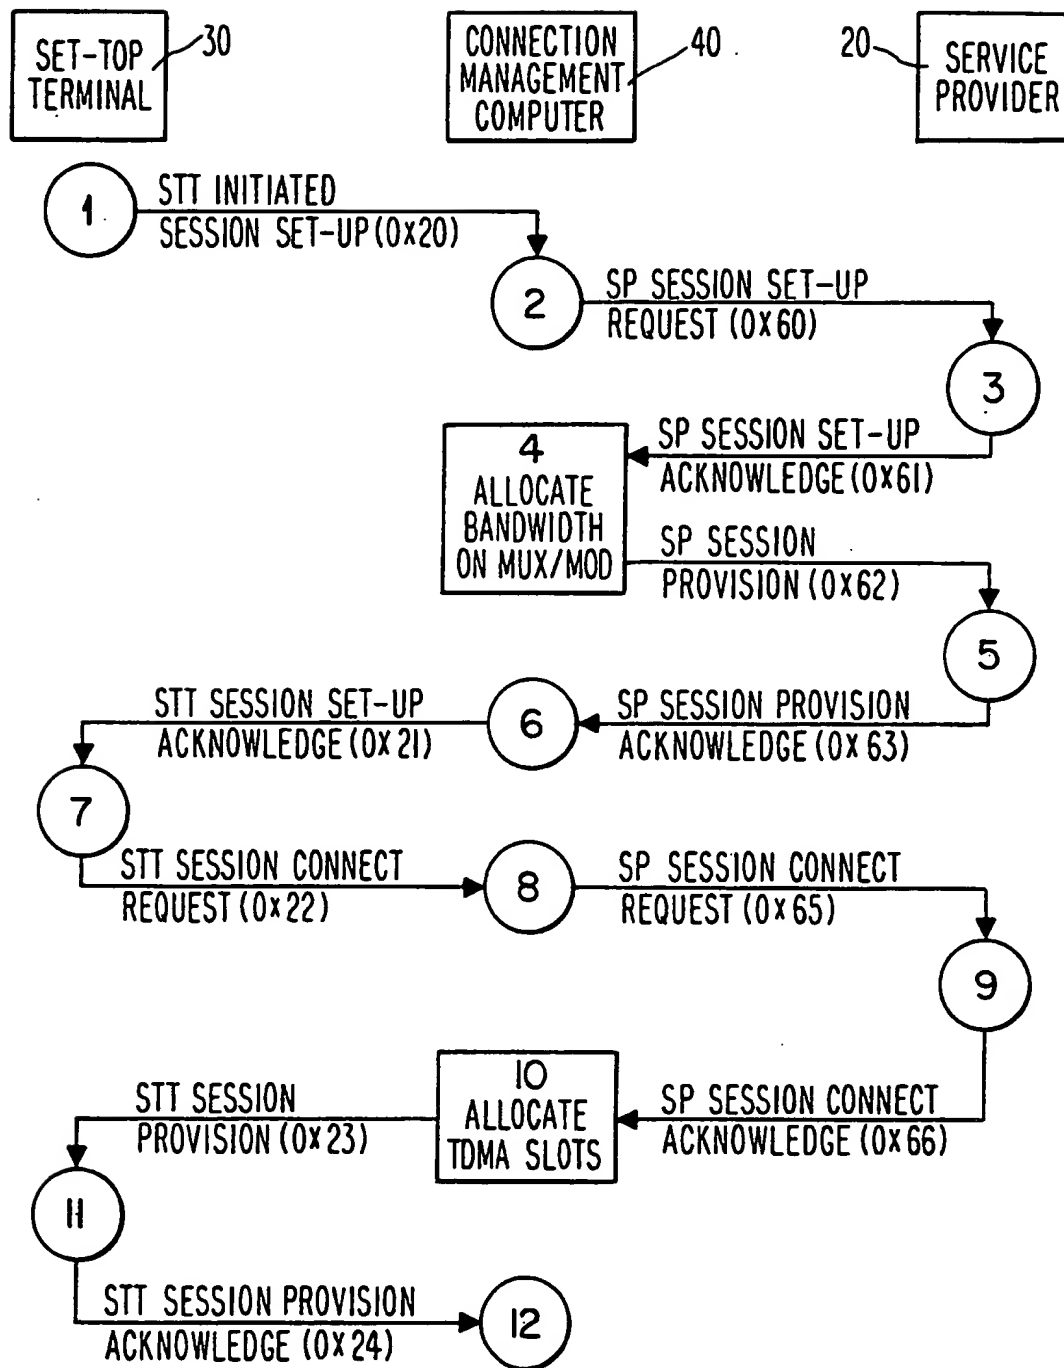 SET-TOP
TERMINAL
30
CONNECTION
MANAGEMENT
COMPUTER
40
20
SERVICE
PROVIDER
1
STT INITIATED
SESSION SET-UP (0X20)
2
SP SESSION SET-UP
REQUEST (0X60)
3
SP SESSION SET-UP
ACKNOWLEDGE (0X61)
4
ALLOCATE
BANDWIDTH
ON MUX/MOD
SP SESSION
PROVISION (0X62)
5
SP SESSION PROVISION
ACKNOWLEDGE (0X63)
6
STT SESSION SET-UP
ACKNOWLEDGE (0X21)
7
STT SESSION CONNECT
REQUEST (0X22)
8
SP SESSION CONNECT
REQUEST (0X65)
9
SP SESSION CONNECT
ACKNOWLEDGE (0X66)
10
ALLOCATE
TDMA SLOTS
STT SESSION
PROVISION (0X23)
11
STT SESSION PROVISION
ACKNOWLEDGE (0X24)
12